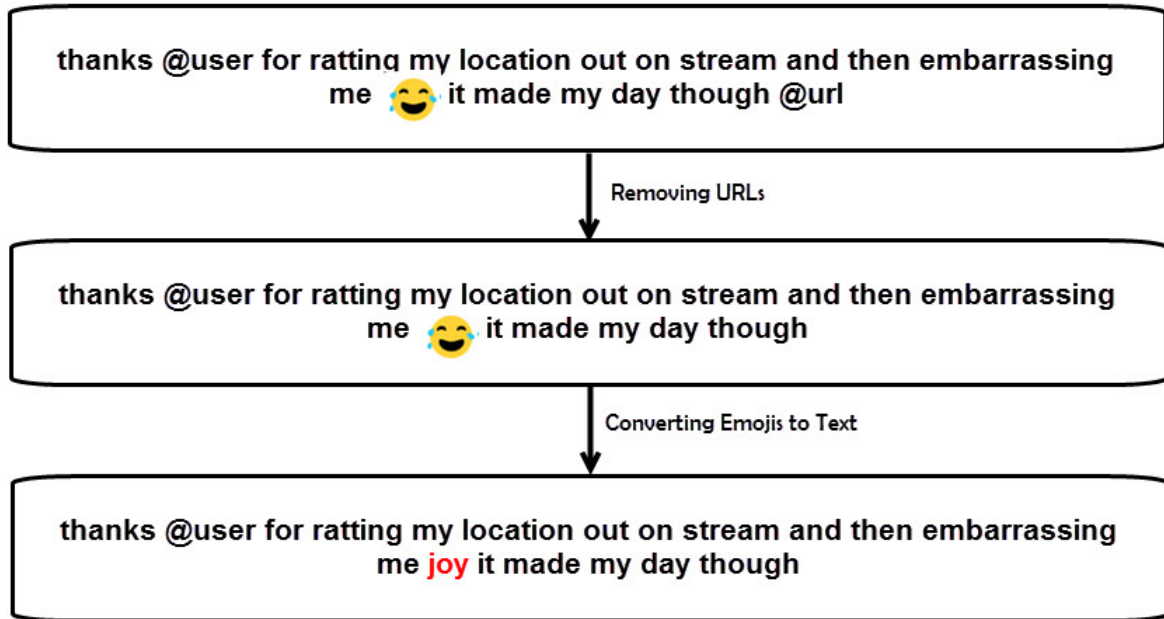 thanks @user for ratting my location out on stream and then embarrassing
me 😂 it made my day though @url
Removing URLs
thanks @user for ratting my location out on stream and then embarrassing
me 😂 it made my day though
Converting Emojis to Text
thanks @user for ratting my location out on stream and then embarrassing
me joy it made my day though